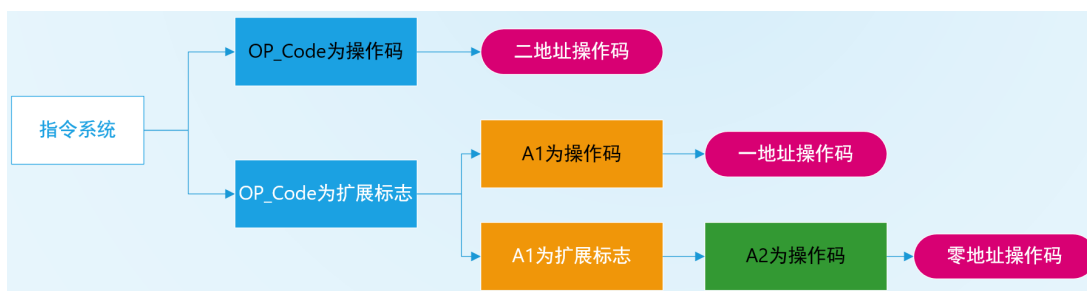 OP_Code为操作码
二地址操作码
指令系统
A1为操作码
一地址操作码
OP_Code为扩展标志
A1为扩展标志
A2为操作码
零地址操作码